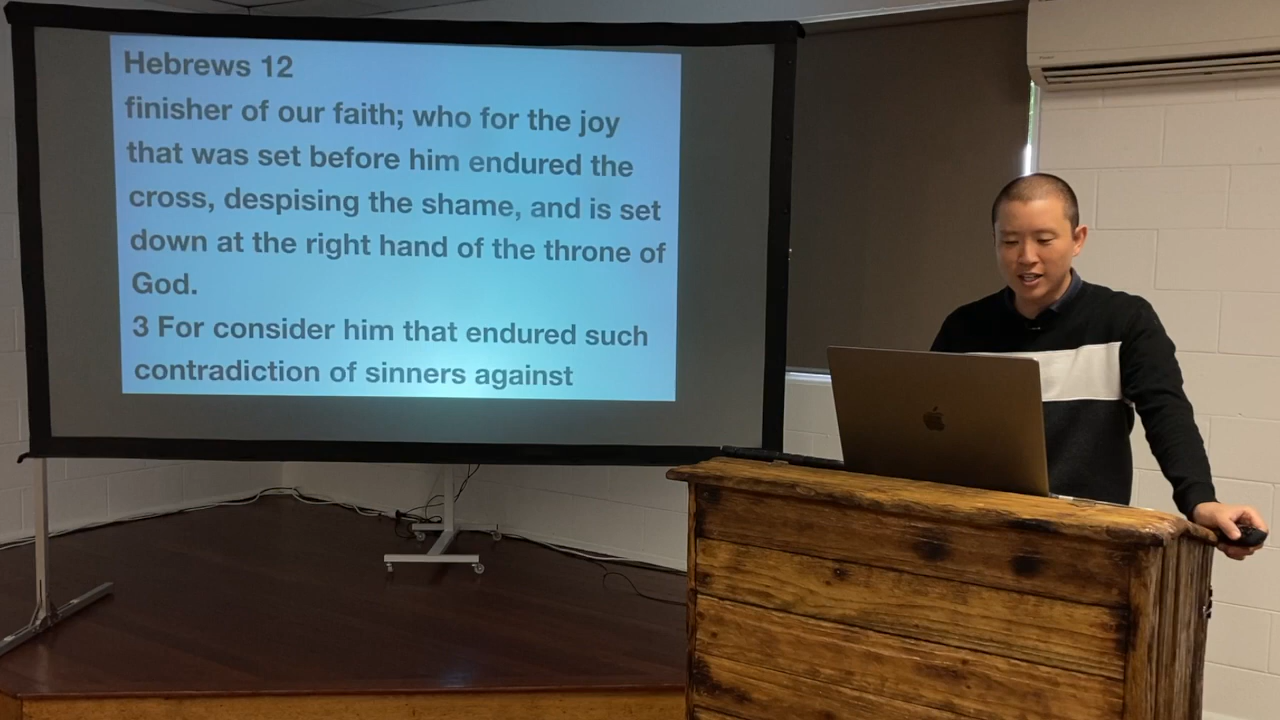 Hebrews 12
finisher of our faith; who for the joy
that was set before him endured the
cross, despising the shame, and is set
down at the right hand of the throne of
God.
3 For consider him that endured such
contradiction of sinners against